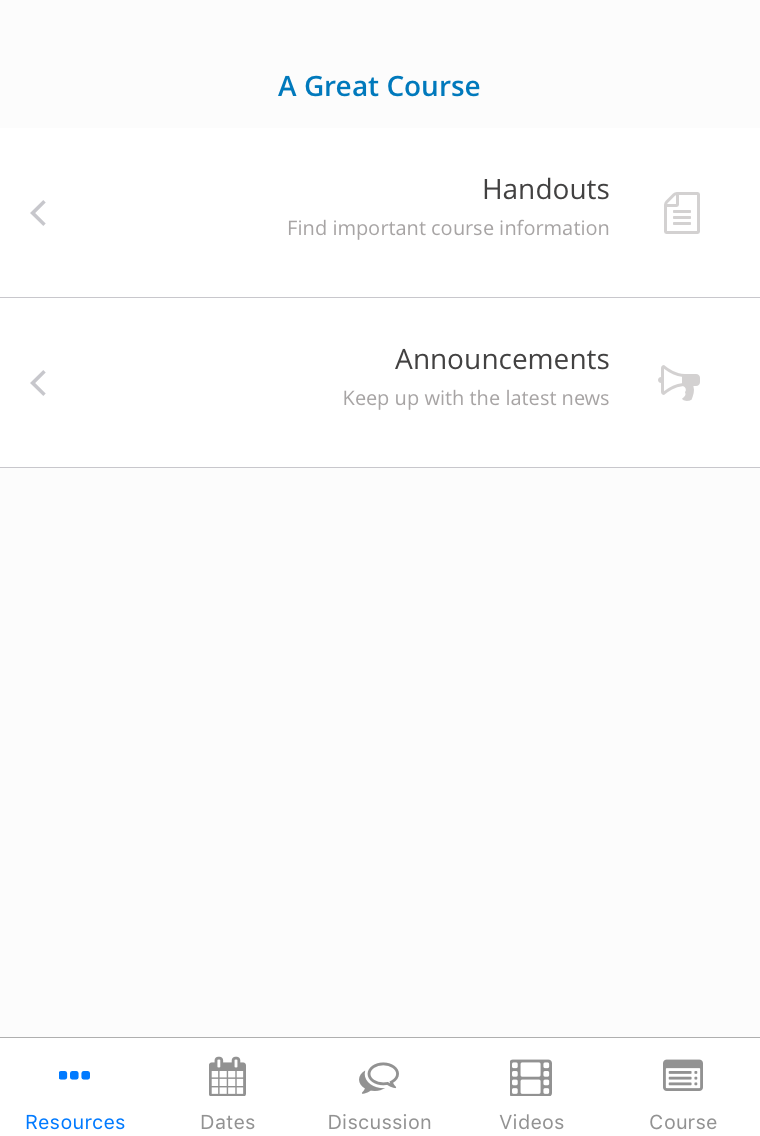 A Great Course
Handouts
Find important course information
Announcements
Keep up with the latest news
Resources
Dates
Discussion
Videos
Course